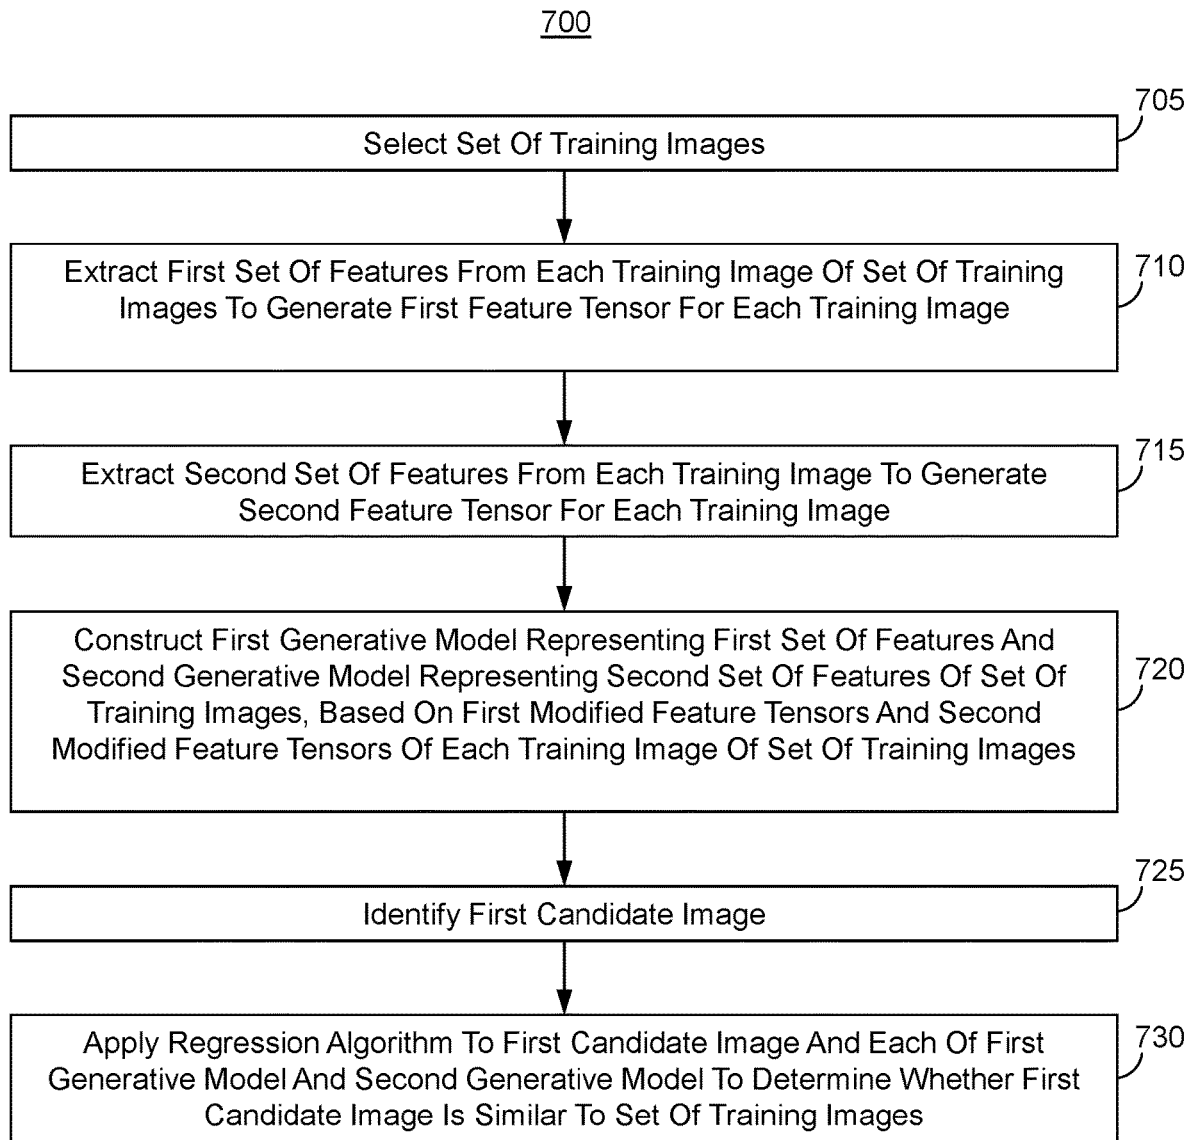 700
705
Select Set Of Training Images
710
Extract First Set Of Features From Each Training Image Of Set Of Training
Images To Generate First Feature Tensor For Each Training Image
715
Extract Second Set Of Features From Each Training Image To Generate
Second Feature Tensor For Each Training Image
720
Construct First Generative Model Representing First Set Of Features And
Second Generative Model Representing Second Set Of Features Of Set Of
Training Images, Based On First Modified Feature Tensors And Second
Modified Feature Tensors Of Each Training Image Of Set Of Training Images
725
Identify First Candidate Image
730
Apply Regression Algorithm To First Candidate Image And Each Of First
Generative Model And Second Generative Model To Determine Whether First
Candidate Image Is Similar To Set Of Training Images